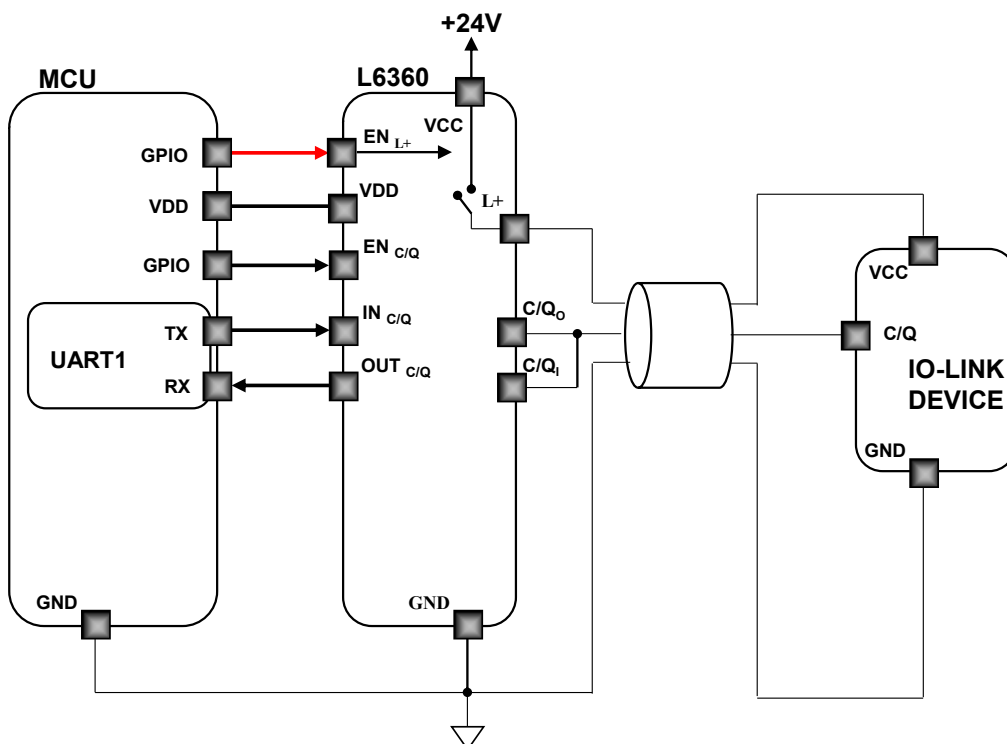 +24V
MCU
L6360
GPIO
EN L+
VCC
VDD
VDD
L+
GPIO
EN C/Q
VCC
UART1
TX
IN C/Q
C/QO
C/Q
RX
OUT C/Q
C/QI
IO-LINK
DEVICE
GND
GND
GND